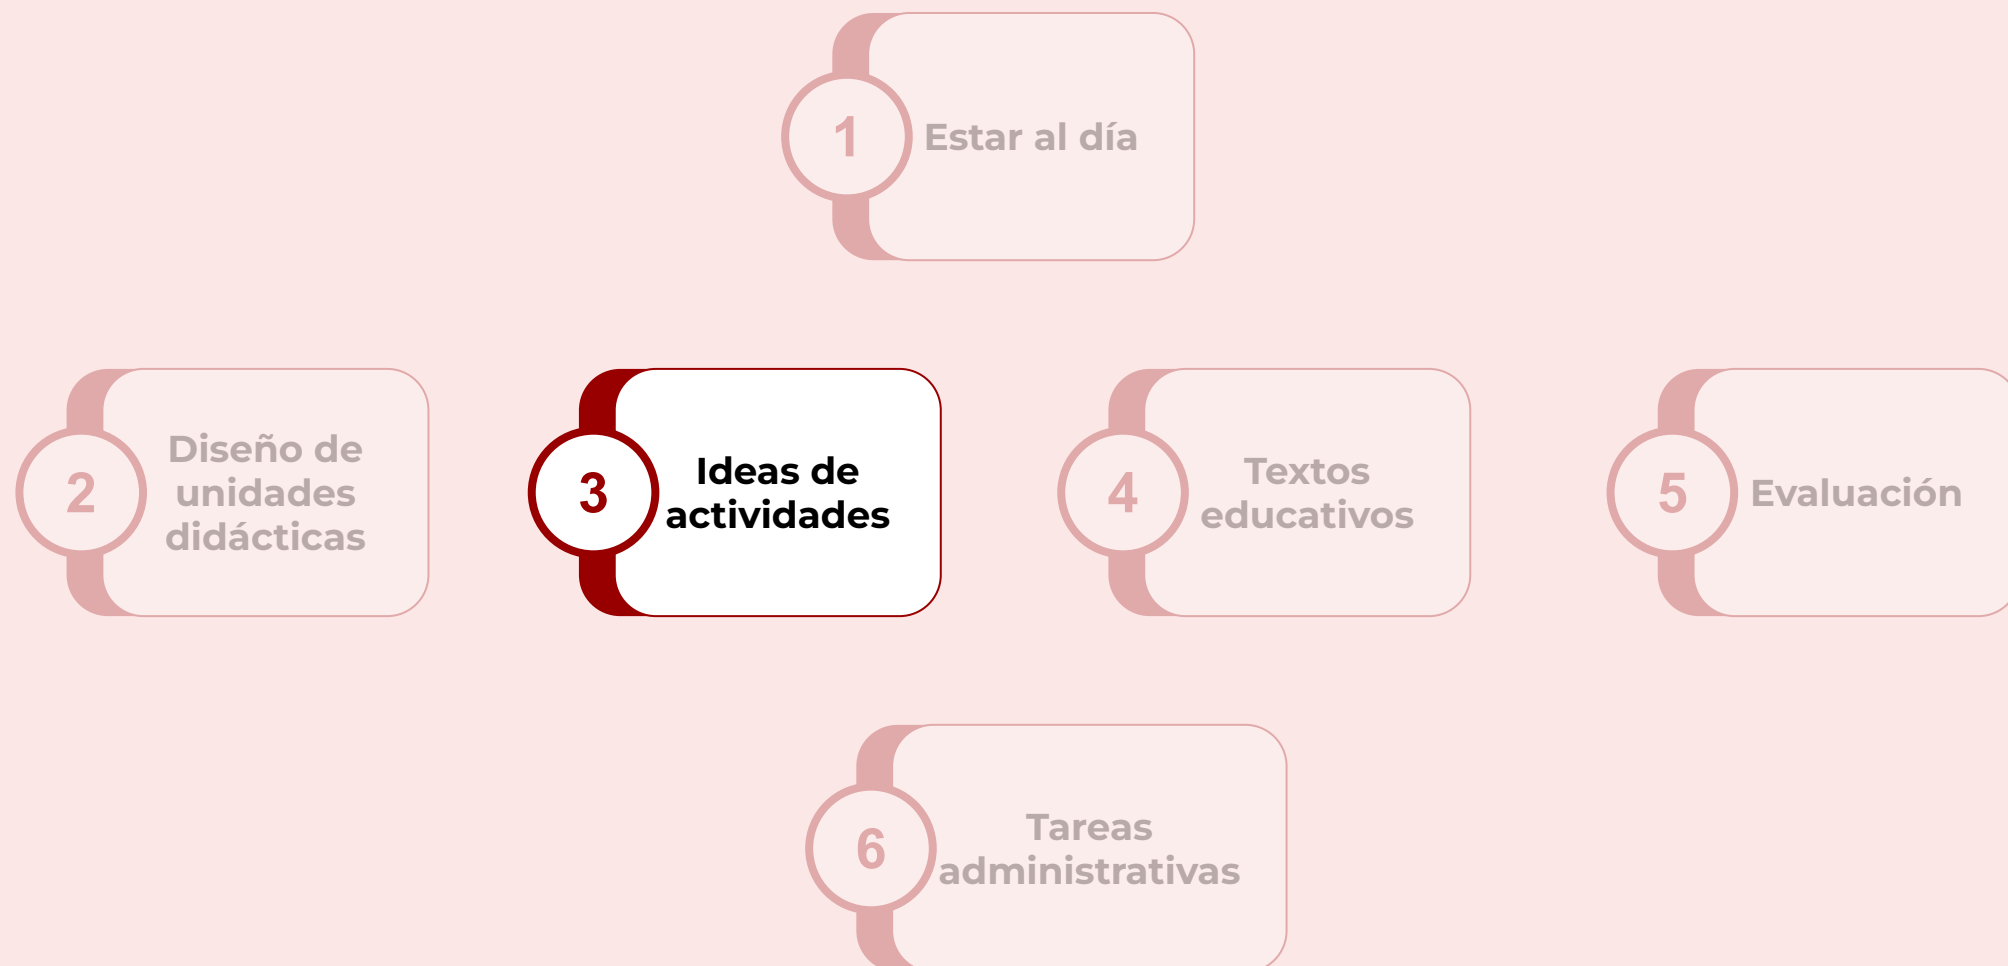 1
Estar al día
2
Diseño de
unidades
didácticas
3
Ideas de
actividades
4
Textos
educativos
5
Evaluación
6
Tareas
administrativas